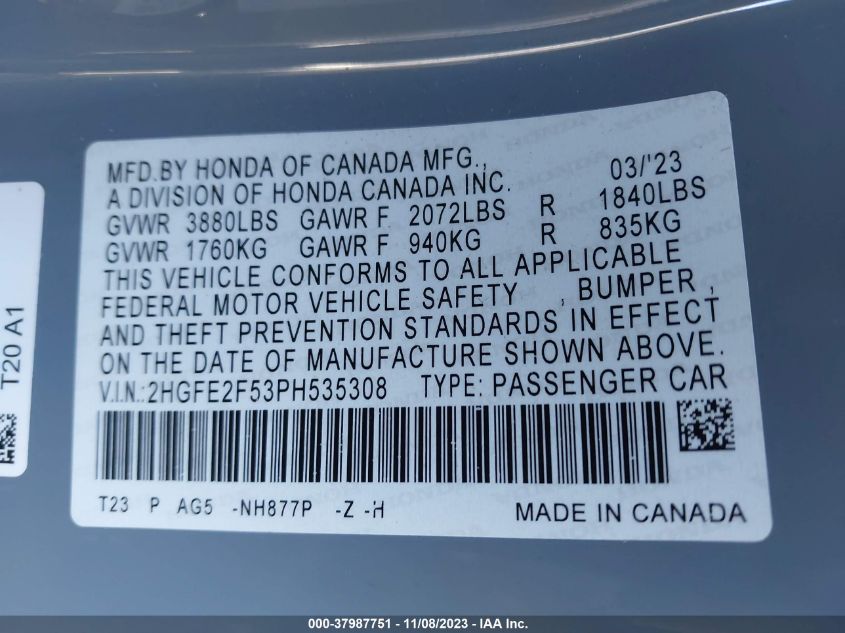 MFD.BY HONDA OF CANADA MFG., 03/'23
A DIVISION OF HONDA CANADA INC.
GVWR 3880LBS GAWR F 2072LBS R 1840LBS
GVWR 1760KG GAWR F 940KG R 835KG
THIS VEHICLE CONFORMS TO ALL APPLICABLE
FEDERAL MOTOR VEHICLE SAFETY , BUMPER ,
AND THEFT PREVENTION STANDARDS IN EFFECT
ON THE DATE OF MANUFACTURE SHOWN ABOVE.
V.I.N.:2HGFE2F53PH535308 TYPE: PASSENGER CAR
T23 P AG5 -NH877P -Z -H MADE IN CANADA
T20 A1
000-37987751 - 11/08/2023 - IAA Inc.